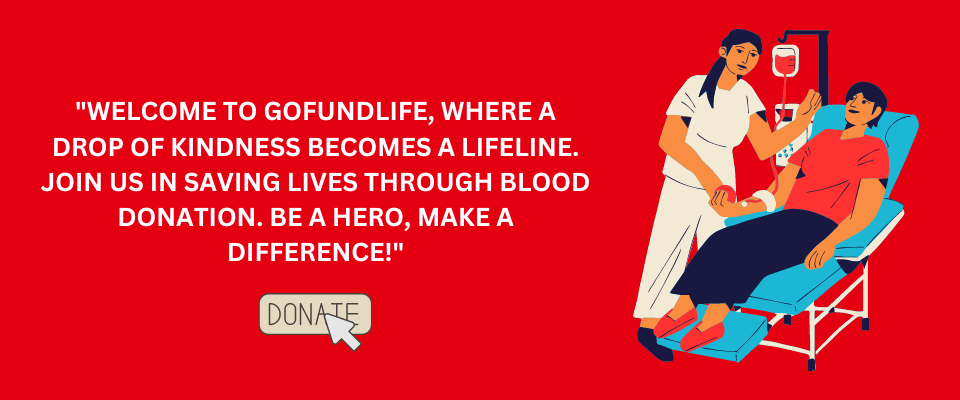 "WELCOME TO GOFUNDLIFE, WHERE A
DROP OF KINDNESS BECOMES A LIFELINE.
JOIN US IN SAVING LIVES THROUGH BLOOD
DONATION. BE A HERO, MAKE A
DIFFERENCE!"
DONATE